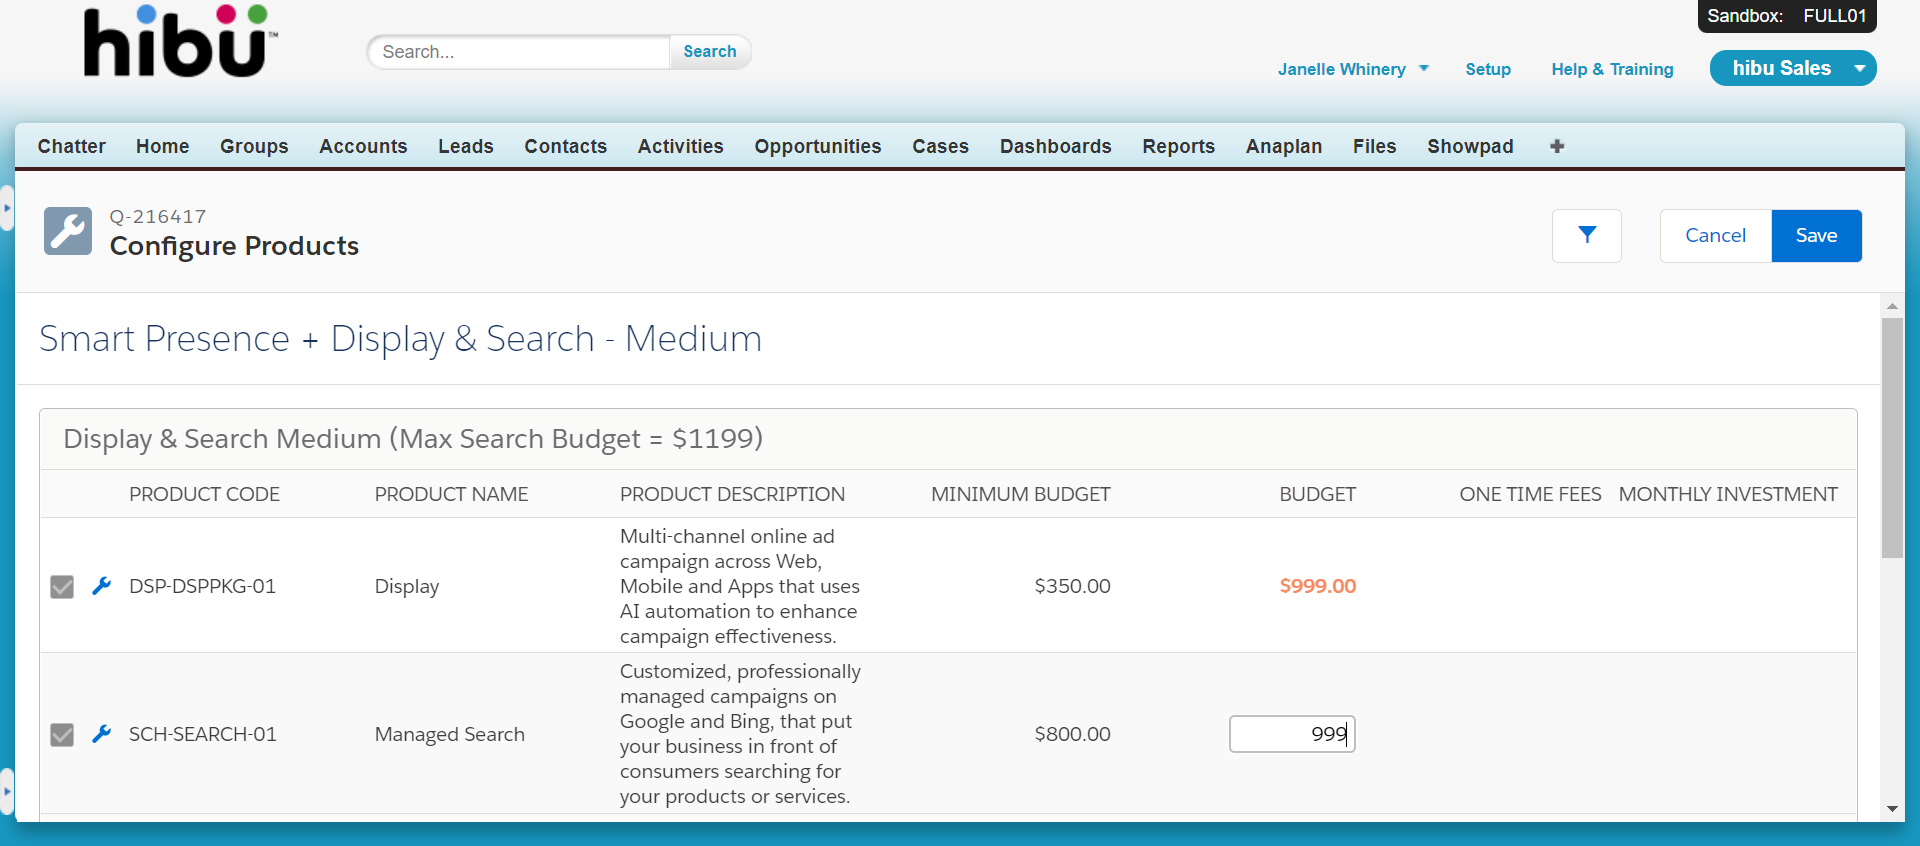 Sandbox: FULL01
hibü™
Search...
Search
Janelle Whinery
Setup
Help & Training
hibu Sales
Chatter Home Groups Accounts Leads Contacts Activities Opportunities Cases Dashboards Reports Anaplan Files Showpad
Q-216417
Configure Products
Cancel
Save
Smart Presence + Display & Search - Medium
Display & Search Medium (Max Search Budget = $1199)
PRODUCT CODE PRODUCT NAME PRODUCT DESCRIPTION MINIMUM BUDGET BUDGET ONE TIME FEES MONTHLY INVESTMENT
DSP-DSPPKG-01
Display
Multi-channel online ad
campaign across Web,
Mobile and Apps that uses
AI automation to enhance
campaign effectiveness.
$350.00
$999.00
SCH-SEARCH-01
Managed Search
Customized, professionally
managed campaigns on
Google and Bing, that put
your business in front of
consumers searching for
your products or services.
$800.00
999